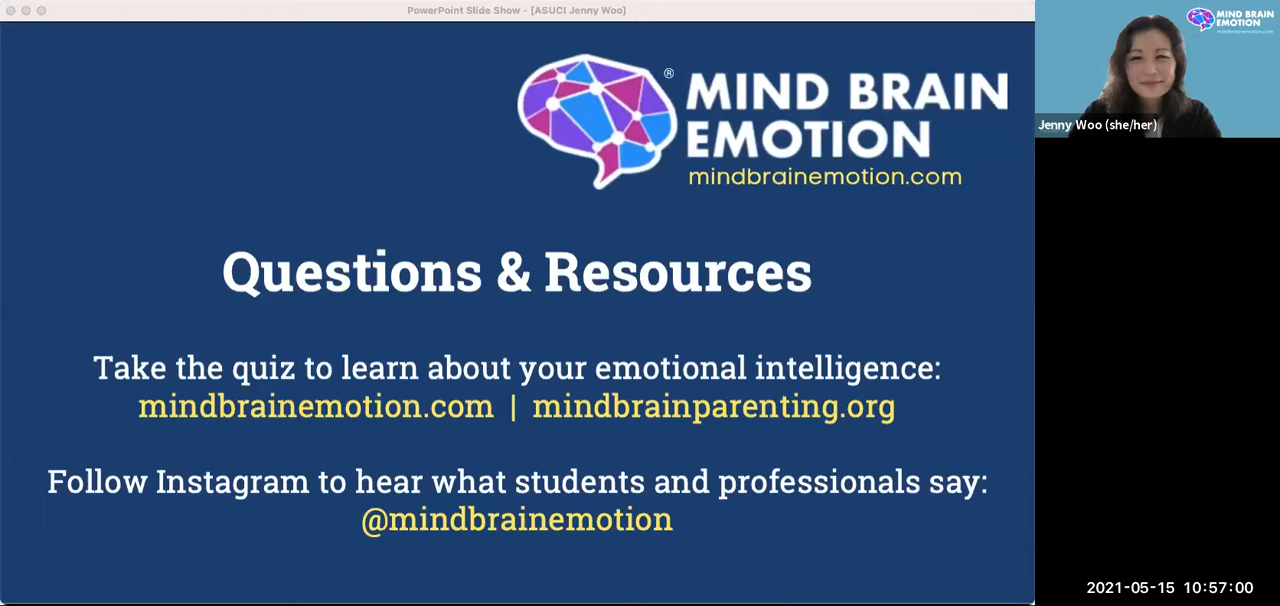 PowerPoint Slide Show - [ASUCI Jenny Woo]
® MIND BRAIN
EMOTION
mindbrainemotion.com
Questions & Resources
Take the quiz to learn about your emotional intelligence:
mindbrainemotion.com | mindbrainparenting.org
Follow Instagram to hear what students and professionals say:
@mindbrainemotion
MIND BRAIN
EMOTION
mindbrainemotion.com
Jenny Woo (she/her)
2021-05-15 10:57:00